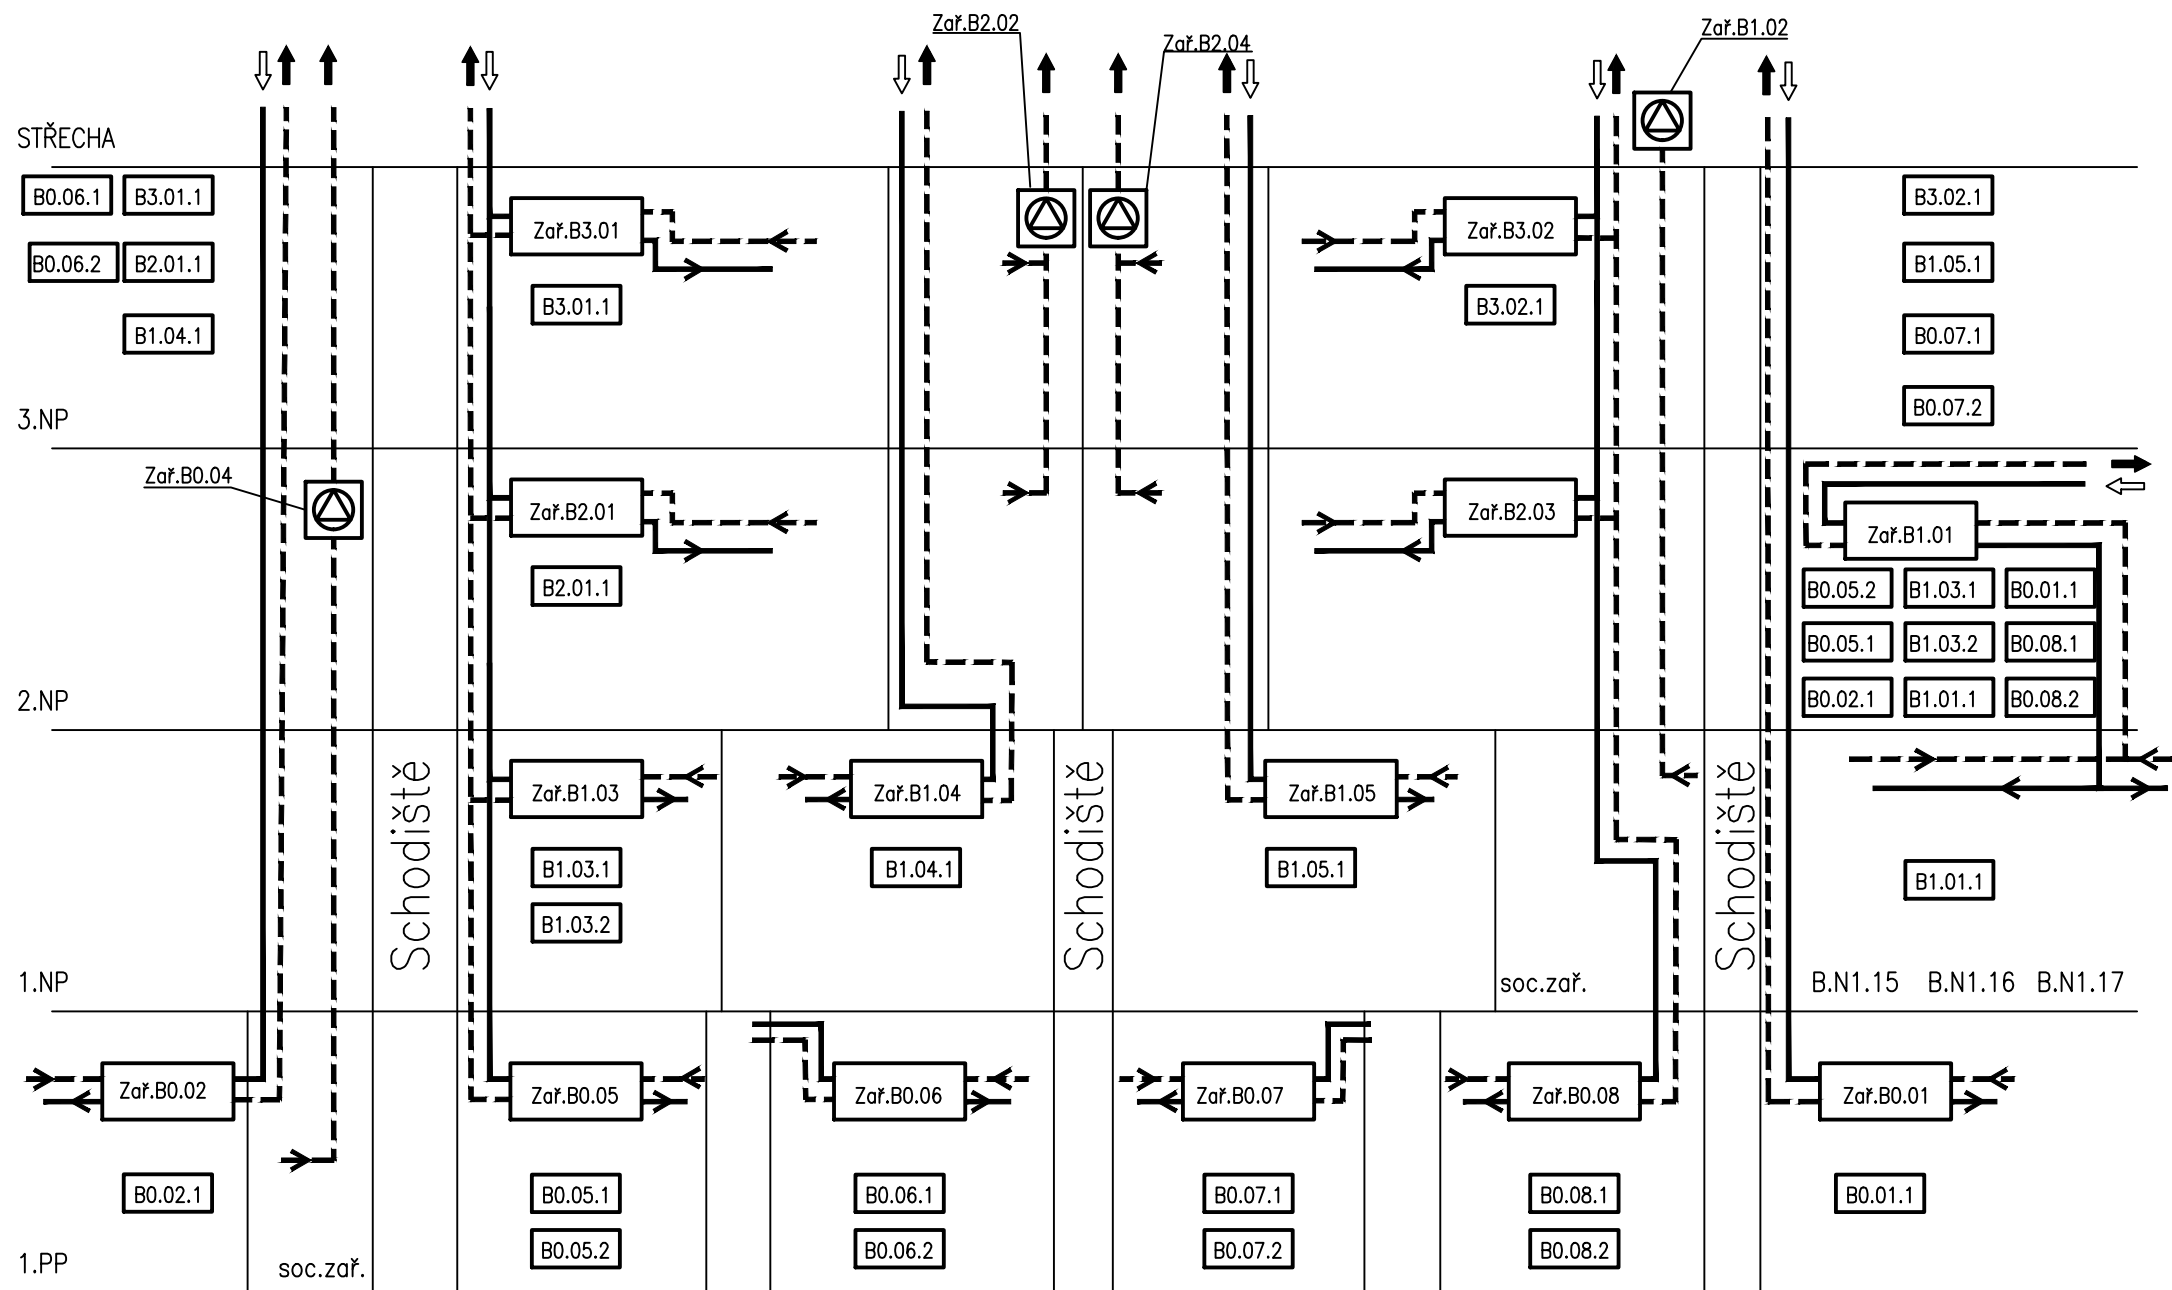 Zař.B2.02
Zař.B2.04
Zař.B1.02
STŘECHA
B0.06.1
B3.01.1
B3.02.1
Zař.B3.01
Zař.B3.02
B0.06.2
B2.01.1
B1.05.1
B3.01.1
B3.02.1
B1.04.1
B0.07.1
B0.07.2
3.NP
Zař.B0.04
Zař.B2.01
Zař.B2.03
Zař.B1.01
B2.01.1
B0.05.2
B1.03.1
B0.01.1
B0.05.1
B1.03.2
B0.08.1
B0.02.1
B1.01.1
B0.08.2
2.NP
Schodiště
Schodiště
Schodiště
Zař.B1.03
Zař.B1.04
Zař.B1.05
B1.03.1
B1.04.1
B1.05.1
B1.01.1
B1.03.2
1.NP
soc.zař.
B.N1.15
B.N1.16
B.N1.17
Zař.B0.02
Zař.B0.05
Zař.B0.06
Zař.B0.07
Zař.B0.08
Zař.B0.01
B0.02.1
B0.05.1
B0.06.1
B0.07.1
B0.08.1
B0.01.1
B0.05.2
B0.06.2
B0.07.2
B0.08.2
1.PP
soc.zař.